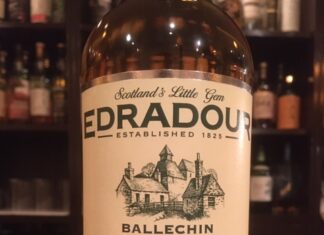 Scotland's Little Gem
EDRADOUR
ESTABLISHED 1825
BALLECHIN